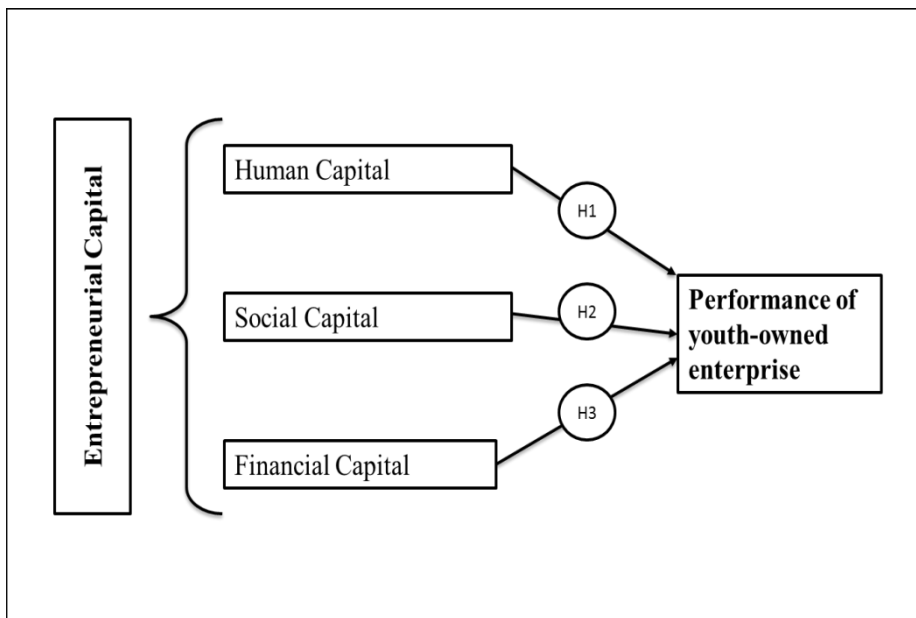 Entrepreneurial Capital
Human Capital
H1
Social Capital
H2
Performance of
youth-owned
enterprise
H3
Financial Capital